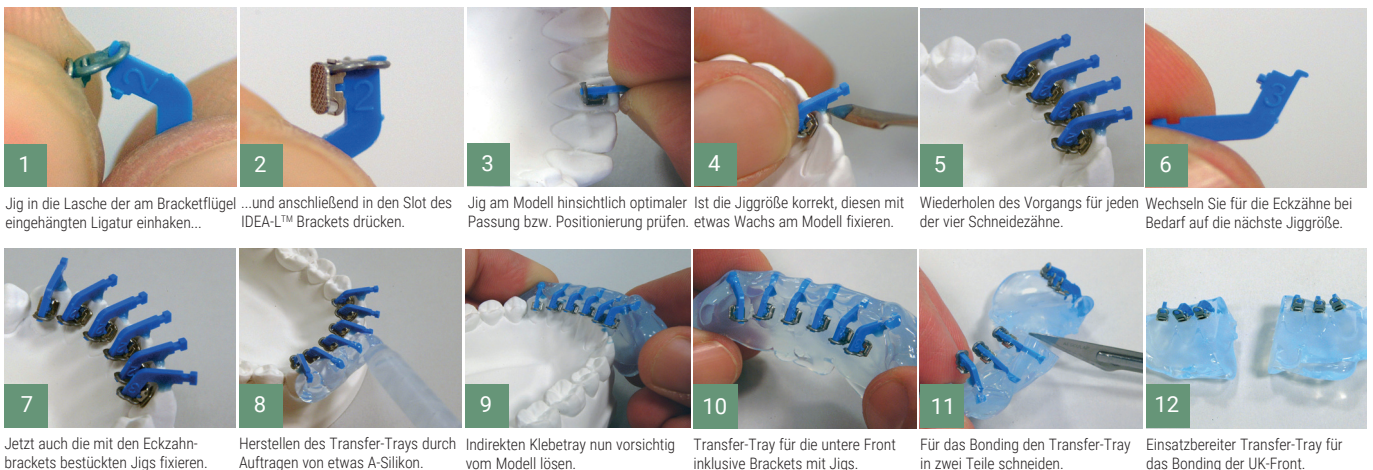 1
Jig in die Lasche der am Bracketflügel
eingehängten Ligatur einhaken...
2
...und anschließend in den Slot des
IDEA-L™ Brackets drücken.
3
Jig am Modell hinsichtlich optimaler
Passung bzw. Positionierung prüfen.
4
Ist die Jiggröße korrekt, diesen mit
etwas Wachs am Modell fixieren.
5
Wiederholen des Vorgangs für jeden
der vier Schneidezähne.
6
Wechseln Sie für die Eckzähne bei
Bedarf auf die nächste Jiggröße.
7
Jetzt auch die mit den Eckzahn-
brackets bestückten Jigs fixieren.
8
Herstellen des Transfer-Trays durch
Auftragen von etwas A-Silikon.
9
Indirekten Klebetray nun vorsichtig
vom Modell lösen.
10
Transfer-Tray für die untere Front
inklusive Brackets mit Jigs.
11
Für das Bonding den Transfer-Tray
in zwei Teile schneiden.
12
Einsatzbereiter Transfer-Tray für
das Bonding der UK-Front.
2
2
3